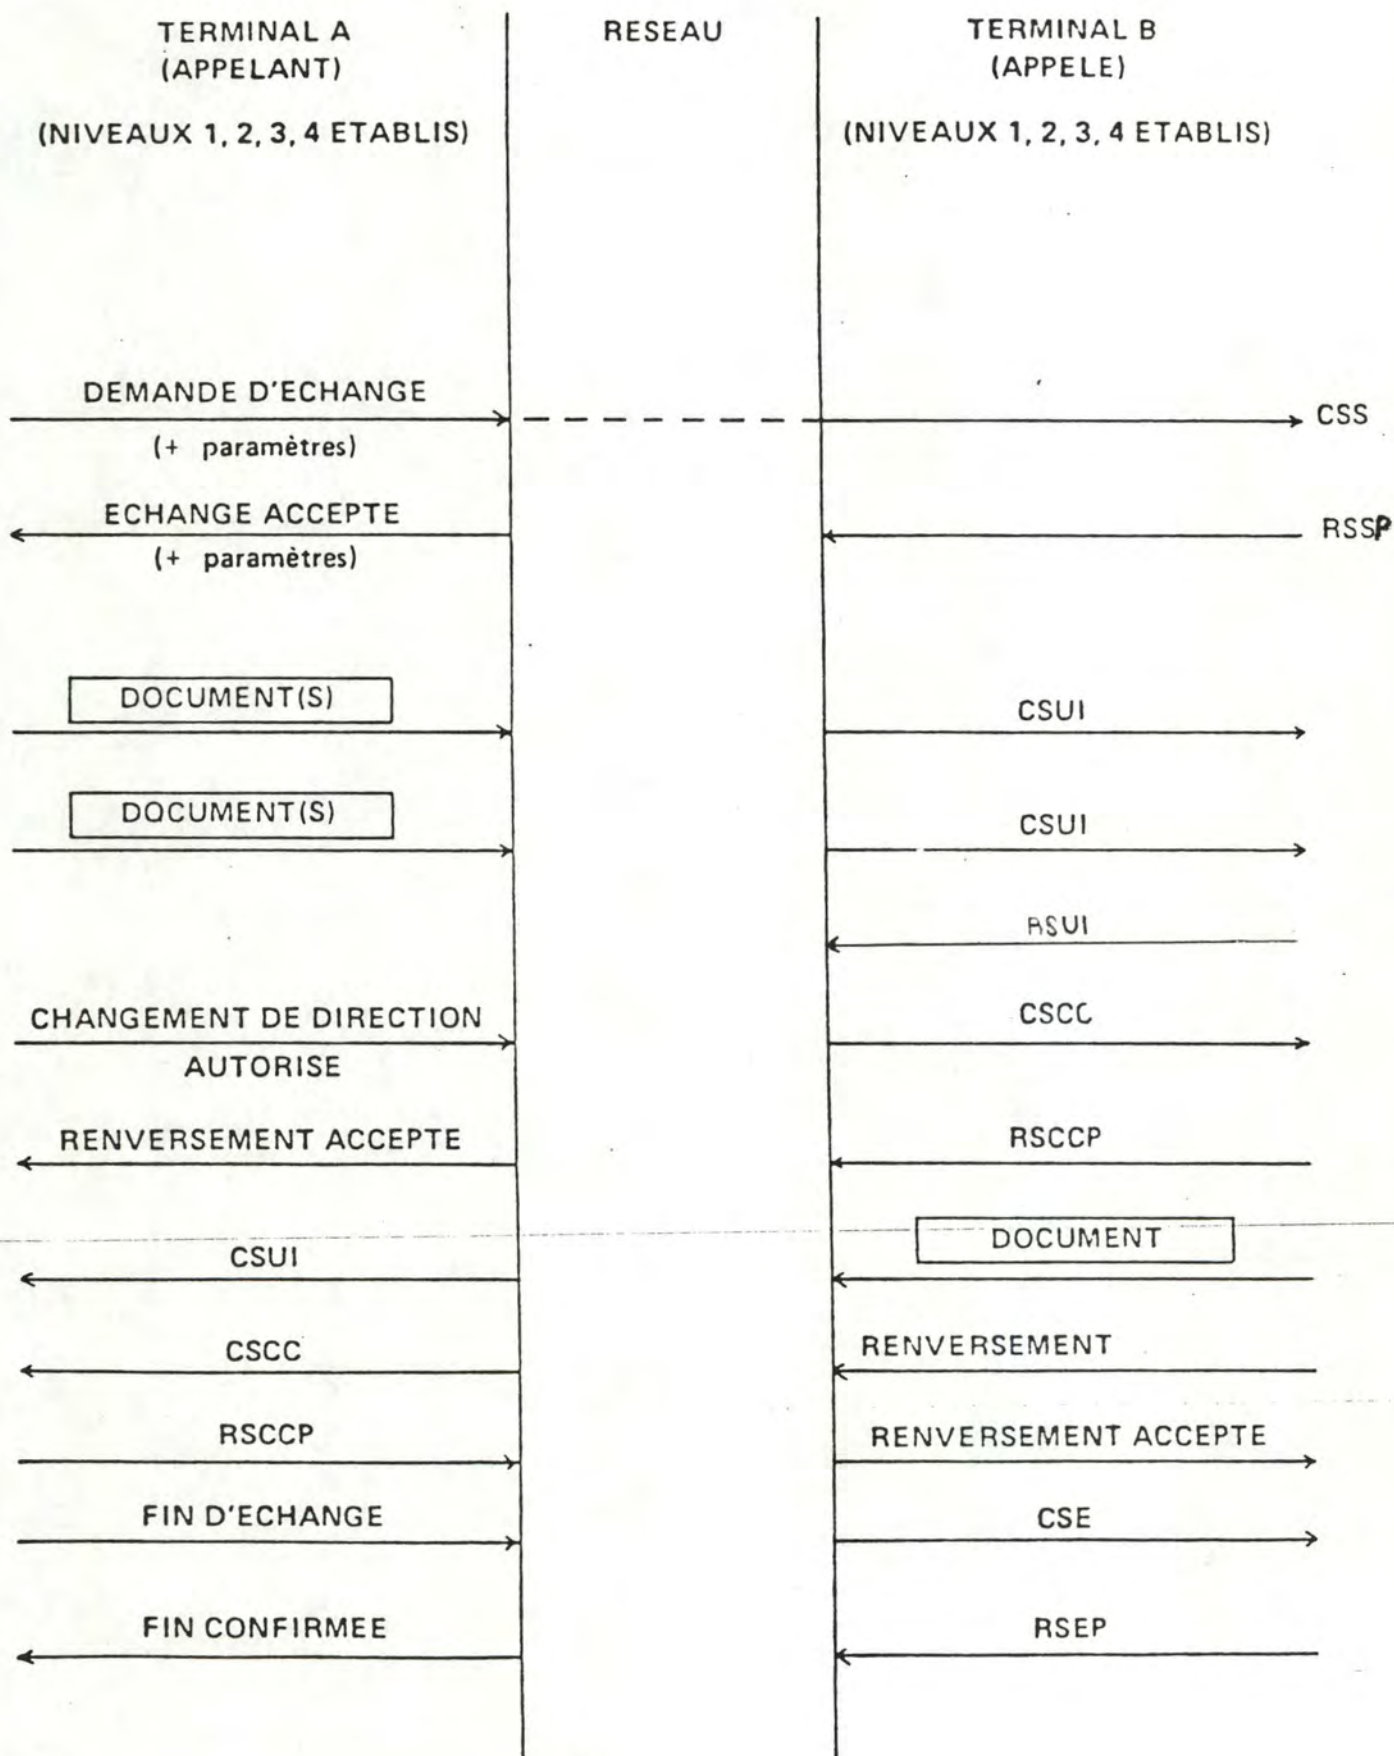 TERMINAL A
(APPELANT)
(NIVEAUX 1, 2, 3, 4 ETABLIS)
RESEAU
TERMINAL B
(APPELE)
(NIVEAUX 1, 2, 3, 4 ETABLIS)
DEMANDE D'ECHANGE
(+ paramètres)
CSS
ECHANGE ACCEPTE
(+ paramètres)
RSSP
DOCUMENT(S)
CSUI
DOCUMENT(S)
CSUI
RSUI
CHANGEMENT DE DIRECTION
AUTORISE
CSCC
RENVERSEMENT ACCEPTE
RSCCP
CSUI
DOCUMENT
CSCC
RENVERSEMENT
RSCCP
RENVERSEMENT ACCEPTE
FIN D'ECHANGE
CSE
FIN CONFIRMEE
RSEP